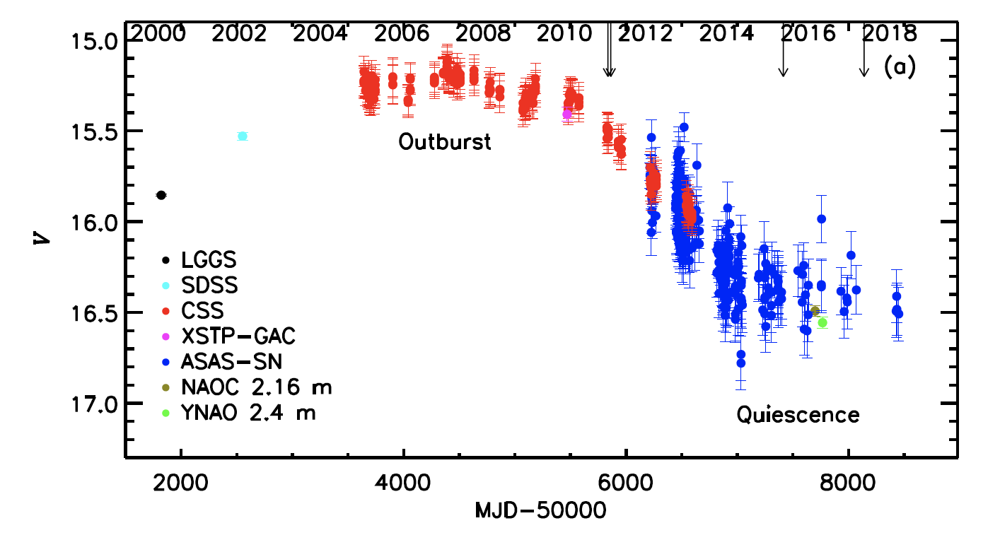 2000 2002 2004 2006 2008 2010 2012 2014 2016 2018
(a)
15.0
15.5
16.0
16.5
17.0
V
Outburst
LGGS
SDSS
CSS
XSTP-GAC
ASAS-SN
NAOC 2.16 m
YNAO 2.4 m
Quiescence
2000 4000 6000 8000
MJD-50000